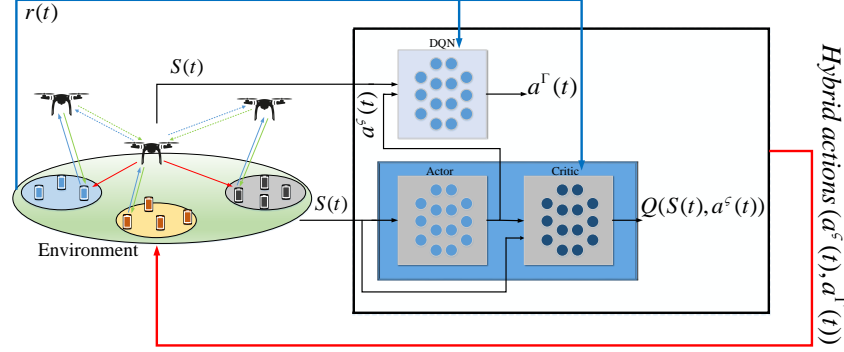 r(t)
DQN
S(t)
a^Γ(t)
a^ς(t)
Actor
Critic
S(t)
Q(S(t), a^ς(t))
Environment
Hybrid actions (a^ς(t), a^Γ(t))